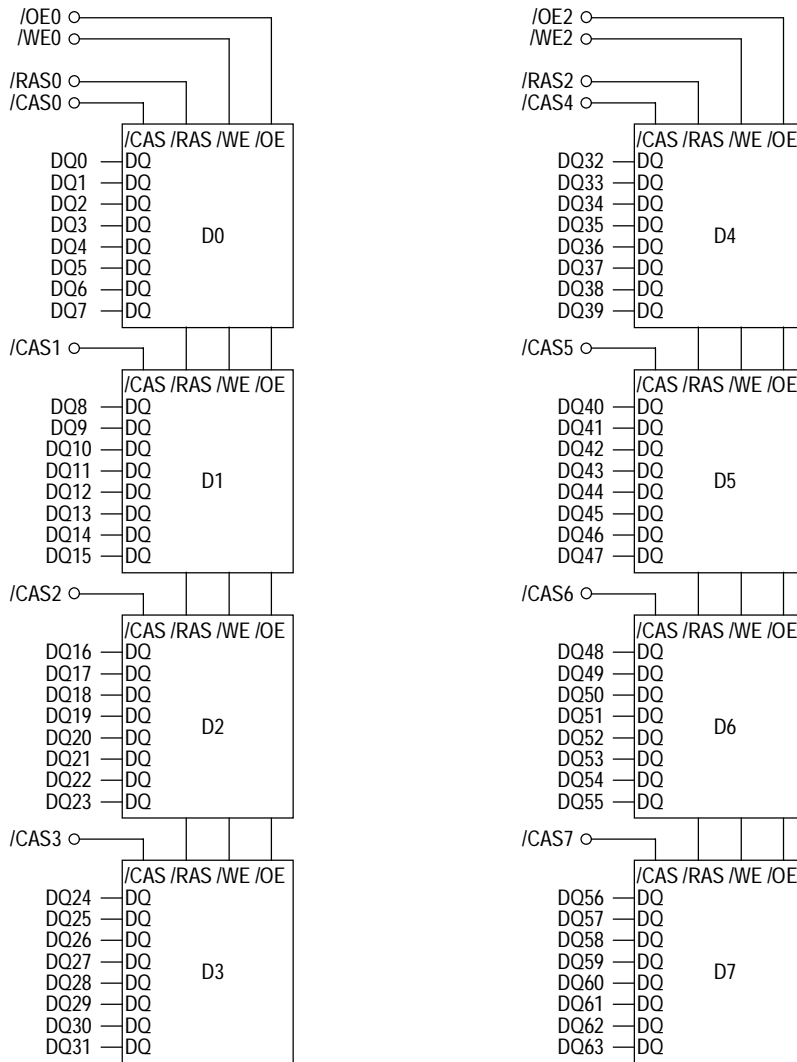 /OE0
/WE0
/RAS0
/CAS0
/CAS /RAS /WE /OE
DQ0 DQ
DQ1 DQ
DQ2 DQ
DQ3 DQ
DQ4 DQ
DQ5 DQ
DQ6 DQ
DQ7 DQ
D0
/CAS1
/CAS /RAS /WE /OE
DQ8 DQ
DQ9 DQ
DQ10 DQ
DQ11 DQ
DQ12 DQ
DQ13 DQ
DQ14 DQ
DQ15 DQ
D1
/CAS2
/CAS /RAS /WE /OE
DQ16 DQ
DQ17 DQ
DQ18 DQ
DQ19 DQ
DQ20 DQ
DQ21 DQ
DQ22 DQ
DQ23 DQ
D2
/CAS3
/CAS /RAS /WE /OE
DQ24 DQ
DQ25 DQ
DQ26 DQ
DQ27 DQ
DQ28 DQ
DQ29 DQ
DQ30 DQ
DQ31 DQ
D3
/OE2
/WE2
/RAS2
/CAS4
/CAS /RAS /WE /OE
DQ32 DQ
DQ33 DQ
DQ34 DQ
DQ35 DQ
DQ36 DQ
DQ37 DQ
DQ38 DQ
DQ39 DQ
D4
/CAS5
/CAS /RAS /WE /OE
DQ40 DQ
DQ41 DQ
DQ42 DQ
DQ43 DQ
DQ44 DQ
DQ45 DQ
DQ46 DQ
DQ47 DQ
D5
/CAS6
/CAS /RAS /WE /OE
DQ48 DQ
DQ49 DQ
DQ50 DQ
DQ51 DQ
DQ52 DQ
DQ53 DQ
DQ54 DQ
DQ55 DQ
D6
/CAS7
/CAS /RAS /WE /OE
DQ56 DQ
DQ57 DQ
DQ58 DQ
DQ59 DQ
DQ60 DQ
DQ61 DQ
DQ62 DQ
DQ63 DQ
D7